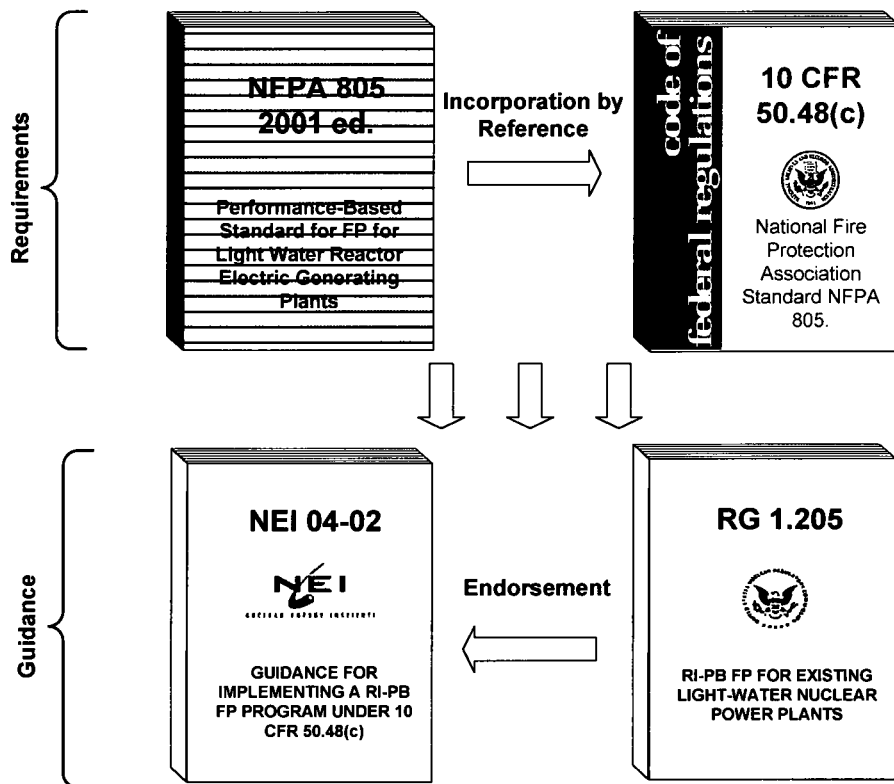 Requirements
NFPA 805
2001 ed.
Performance-Based
Standard for FP for
Light Water Reactor
Electric Generating
Plants
Incorporation by
Reference
code of
federal regulations
10 CFR
50.48(c)
National Fire
Protection
Association
Standard NFPA
805.
Guidance
NEI 04-02
NEI
NUCLEAR ENERGY INSTITUTE
GUIDANCE FOR
IMPLEMENTING A RI-PB
FP PROGRAM UNDER 10
CFR 50.48(c)
Endorsement
RG 1.205
RI-PB FP FOR EXISTING
LIGHT-WATER NUCLEAR
POWER PLANTS